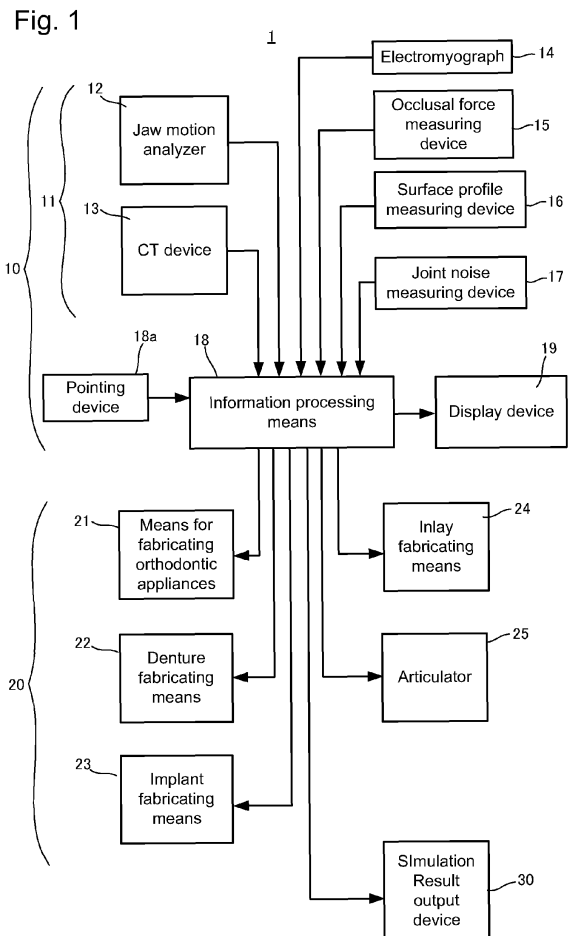 Fig. 1
1
Electromyograph
14
12
Jaw motion
analyzer
Occlusal force
measuring
device
15
11
13
CT device
Surface profile
measuring device
16
10
Joint noise
measuring device
17
18a
Pointing
device
18
Information processing
means
19
Display device
20
21
Means for
fabricating
orthodontic
appliances
24
Inlay
fabricating
means
22
Denture
fabricating
means
25
Articulator
23
Implant
fabricating
means
SImulation
Result
output
device
30